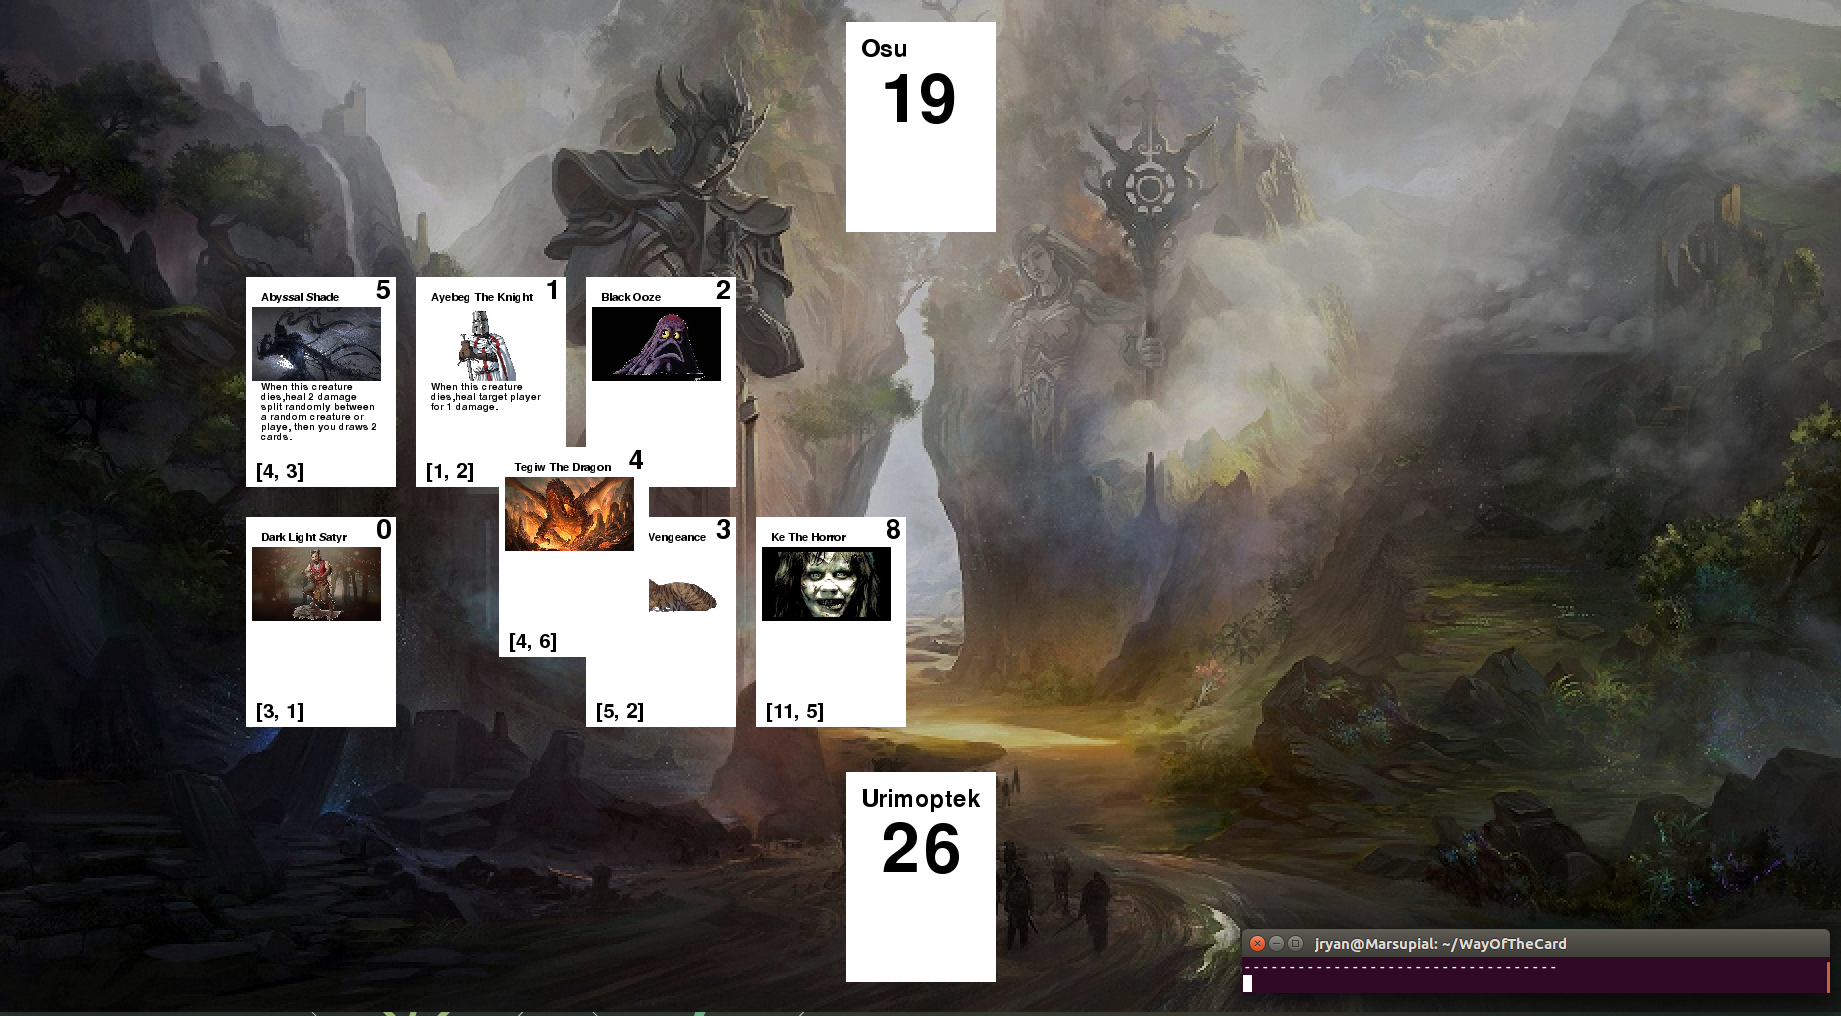 Osu
19
Abyssal Shade 5
When this creature
dies,heal 2 damage
split randomly between
a random creature or
playe, then you draws 2
cards.
[4, 3]
Ayebeg The Knight 1
When this creature
dies,heal target player
for 1 damage.
[1, 2]
Black Ooze 2
Tegiw The Dragon 4
[4, 6]
Dark Light Satyr 0
[3, 1]
Vengeance 3
[5, 2]
Ke The Horror 8
[11, 5]
Urimoptek
26
jryan@Marsupial: ~/WayOfTheCard
-----------------------------------